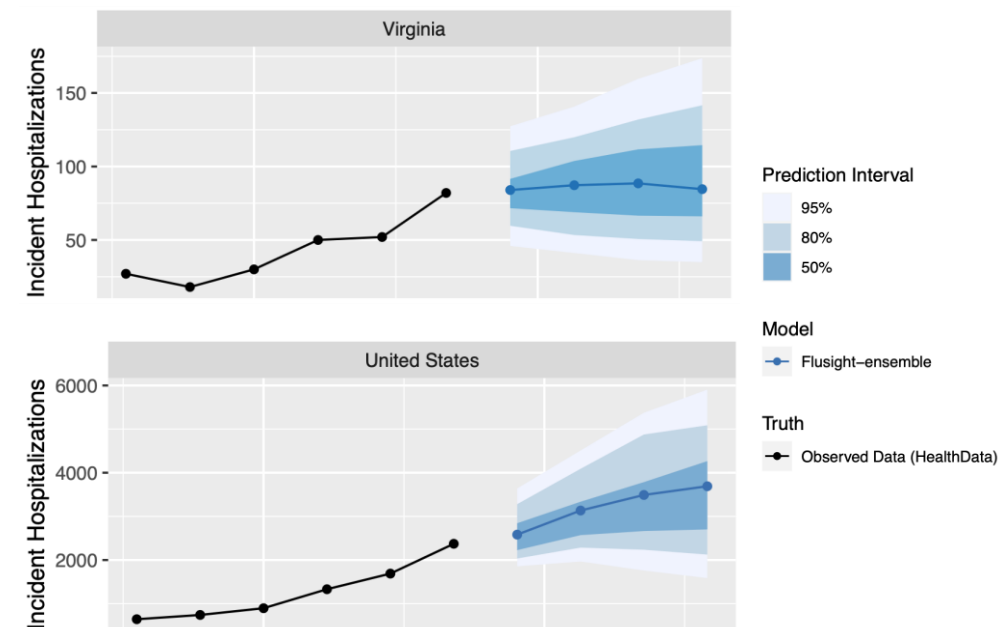 Virginia
Incident Hospitalizations
150
100
50
United States
Incident Hospitalizations
6000
4000
2000
Prediction Interval
95%
80%
50%
Model
Flusight−ensemble
Truth
Observed Data (HealthData)